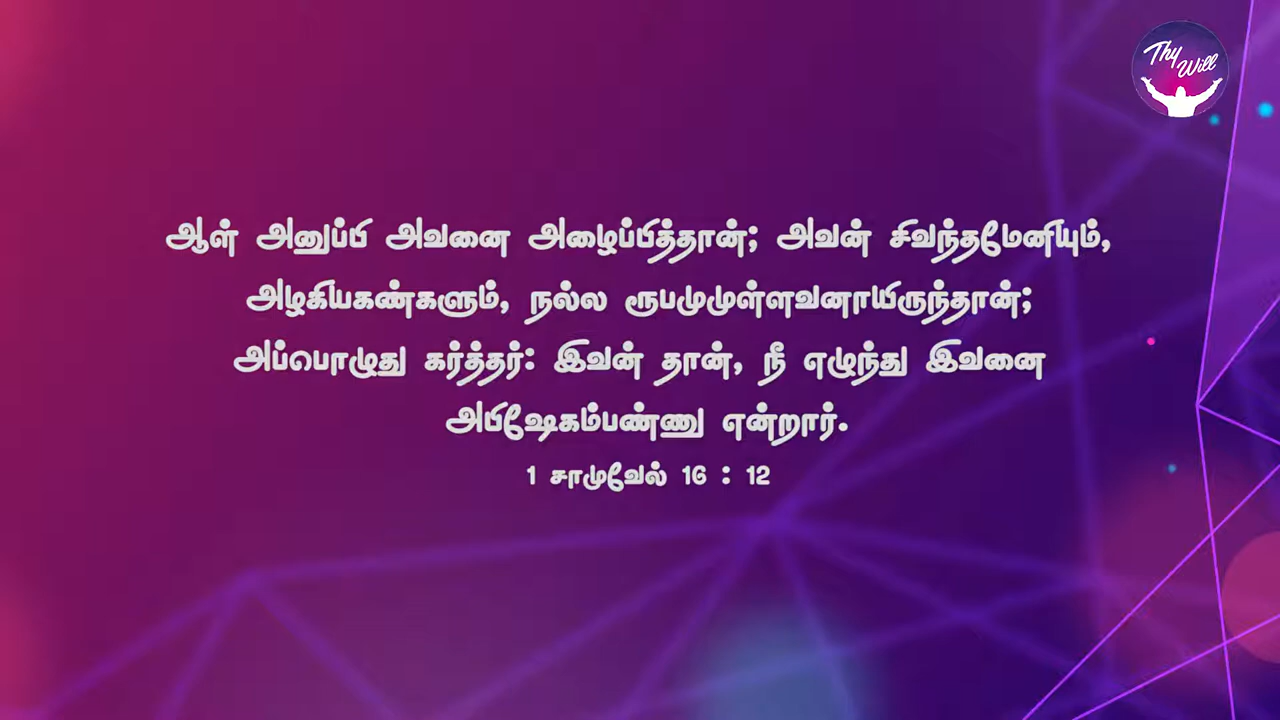 Thy
Will
ஆள் அனுப்பி அவனை அழைப்பித்தான்; அவன் சிவந்தமேனியும்,
அழகியகண்களும், நல்ல ரூபமுமுள்ளவனாயிருந்தான்;
அப்பொழுது கர்த்தர்: இவன் தான், நீ எழுந்து இவனை
அபிஷேகம்பண்ணு என்றார்.
1 சாமுவேல் 16 : 12